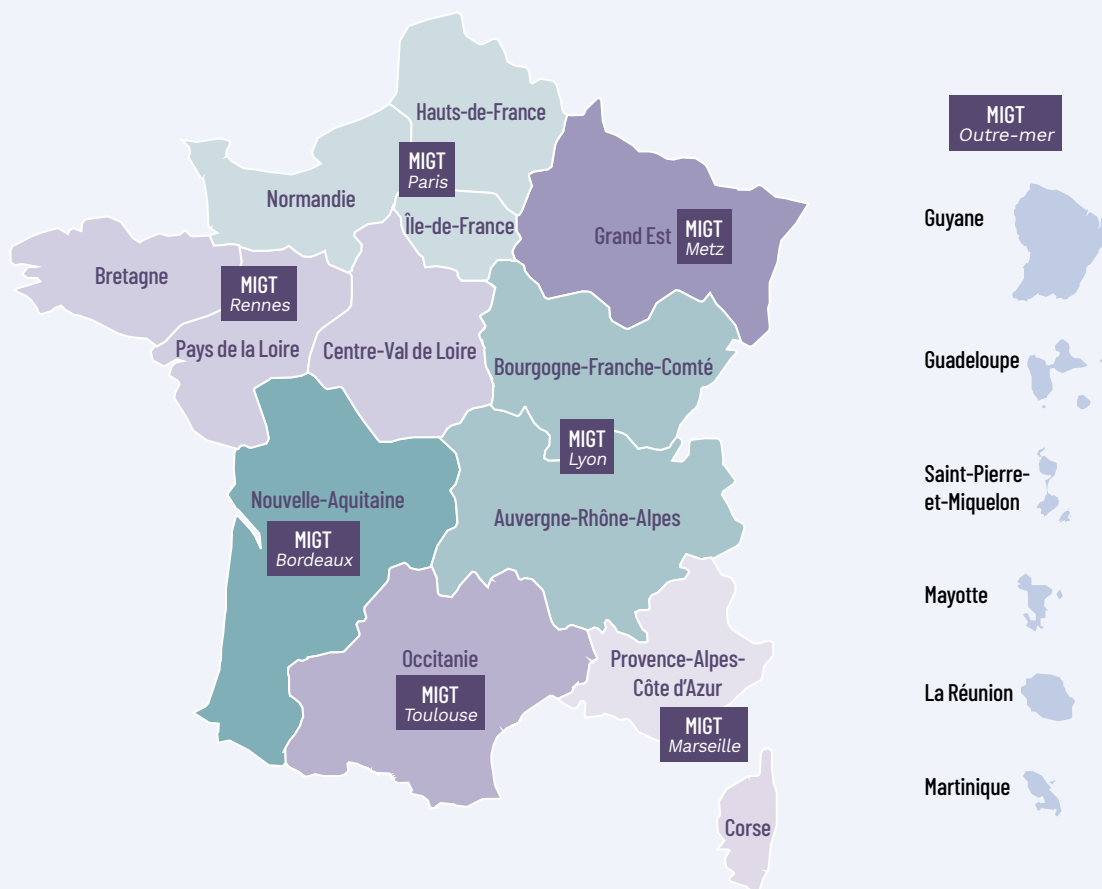 Hauts-de-France
MIGT
Paris
Normandie
Île-de-France
Grand Est
MIGT
Metz
Bretagne
MIGT
Rennes
Pays de la Loire
Centre-Val de Loire
Bourgogne-Franche-Comté
MIGT
Lyon
Nouvelle-Aquitaine
MIGT
Bordeaux
Auvergne-Rhône-Alpes
Occitanie
MIGT
Toulouse
Provence-Alpes-
Côte d'Azur
MIGT
Marseille
Corse
MIGT
Outre-mer
Guyane
Guadeloupe
Saint-Pierre-
et-Miquelon
Mayotte
La Réunion
Martinique